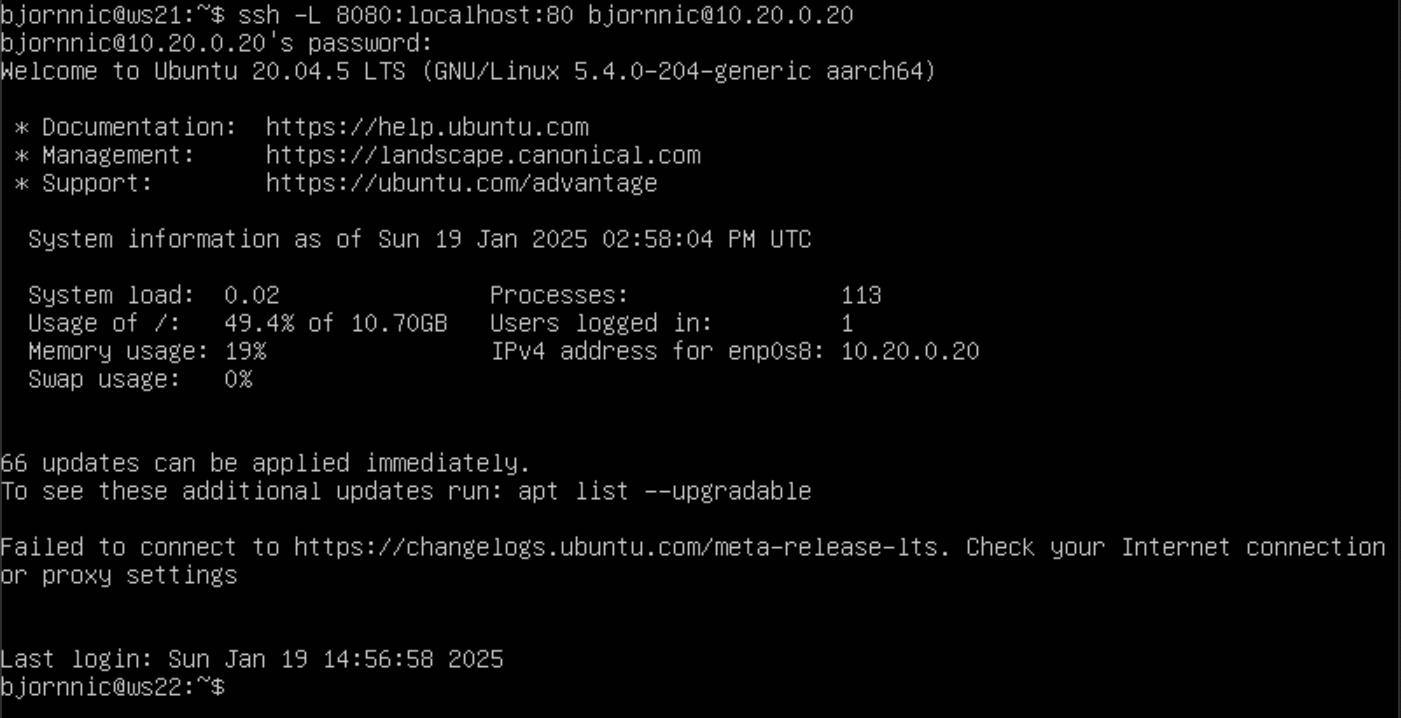 bjornnic@ws21:~$ ssh -L 8080:localhost:80 bjornnic@10.20.0.20
bjornnic@10.20.0.20's password:
Welcome to Ubuntu 20.04.5 LTS (GNU/Linux 5.4.0-204-generic aarch64)
* Documentation:  https://help.ubuntu.com
* Management:     https://landscape.canonical.com
* Support:        https://ubuntu.com/advantage
System information as of Sun 19 Jan 2025 02:58:04 PM UTC
System load:  0.02               Processes:               113
Usage of /:   49.4% of 10.70GB   Users logged in:         1
Memory usage: 19%                IPv4 address for enp0s8: 10.20.0.20
Swap usage:   0%
66 updates can be applied immediately.
To see these additional updates run: apt list --upgradable
Failed to connect to https://changelogs.ubuntu.com/meta-release-lts. Check your Internet connection
or proxy settings
Last login: Sun Jan 19 14:56:58 2025
bjornnic@ws22:~$